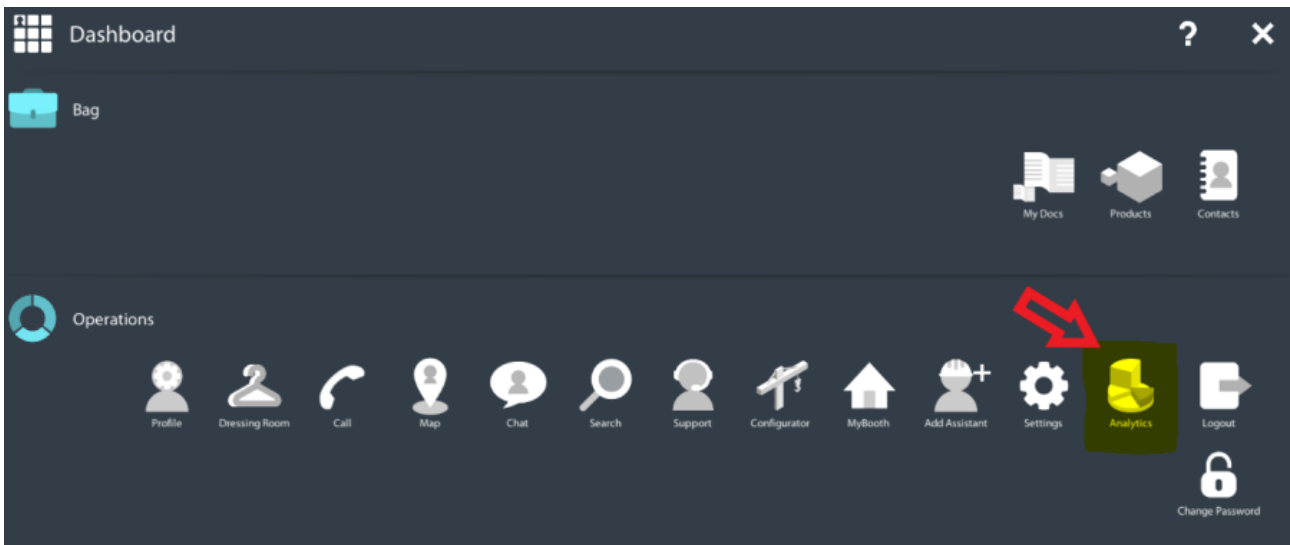 Dashboard ?
Bag
My Docs Products Contacts
Operations
Profile Dressing Room Call Map Chat Search Support Configurator MyBooth Add Assistant Settings Analytics Logout
Change Password